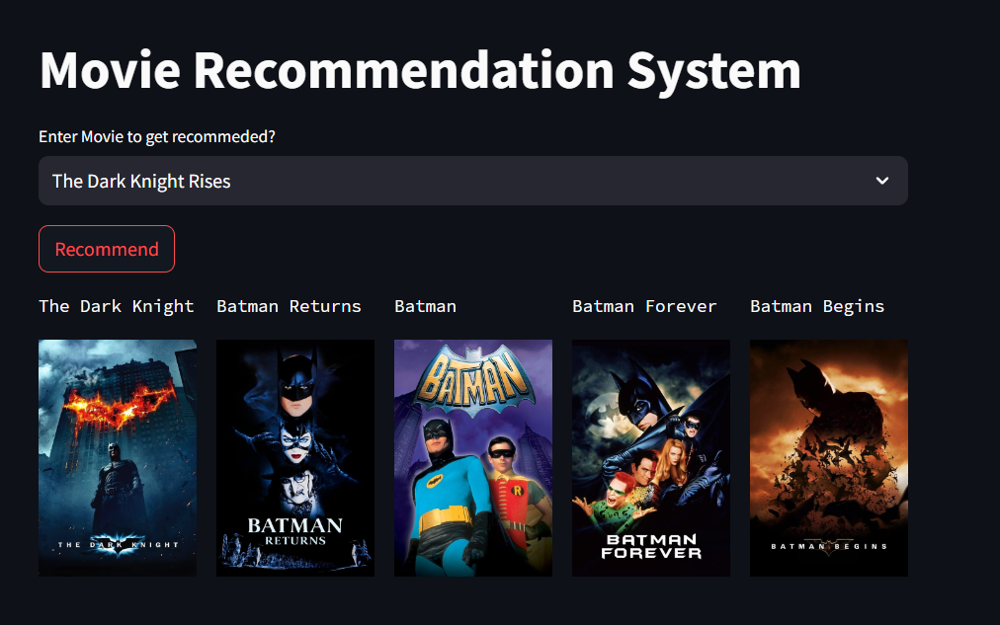 Movie Recommendation System
Enter Movie to get recommeded?
The Dark Knight Rises
Recommend
The Dark Knight
Batman Returns
Batman
Batman Forever
Batman Begins
THE DARK KNIGHT
BATMAN
RETURNS
BATMAN
R
BATMAN
FOREVER
BATMAN BEGINS